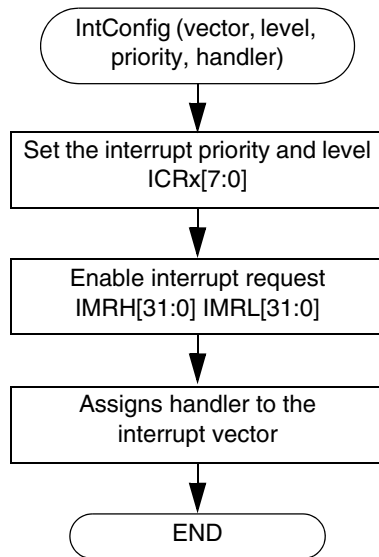 IntConfig (vector, level,
priority, handler)
Set the interrupt priority and level
ICRx[7:0]
Enable interrupt request
IMRH[31:0] IMRL[31:0]
Assigns handler to the
interrupt vector
END